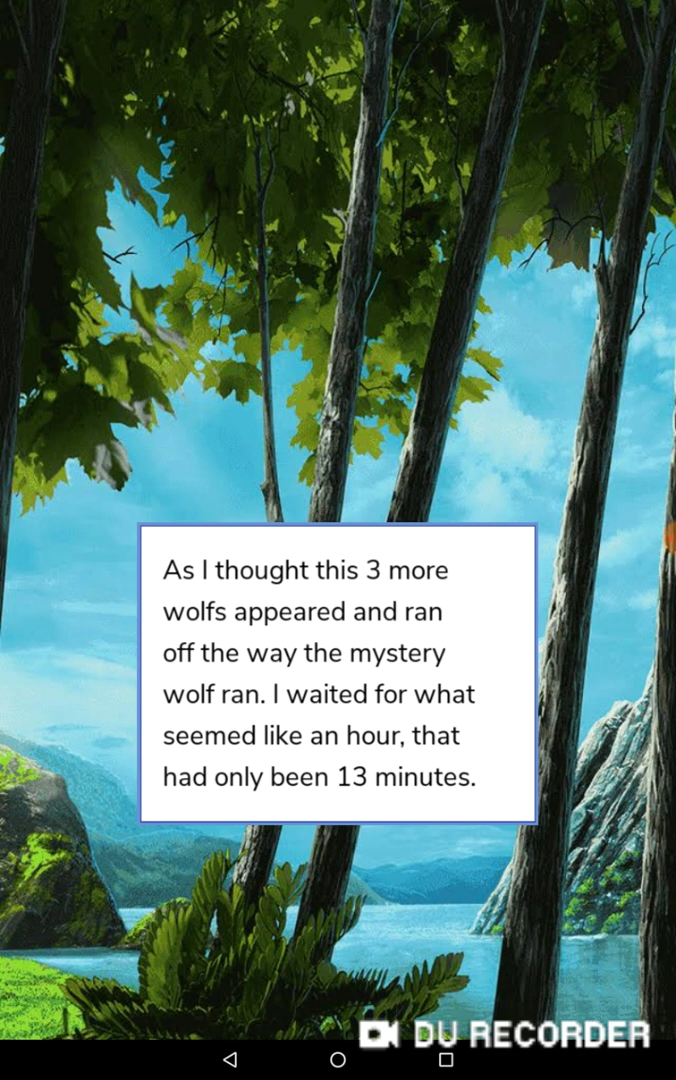 As I thought this 3 more
wolfs appeared and ran
off the way the mystery
wolf ran. I waited for what
seemed like an hour, that
had only been 13 minutes.
DU RECORDER